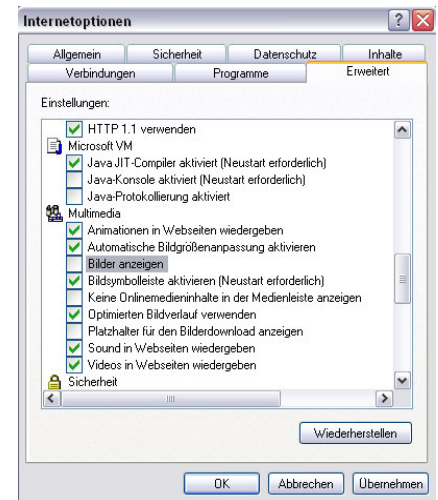 Internetoptionen
Allgemein Sicherheit Datenschutz Inhalte
Verbindungen Programme Erweitert
Einstellungen:
HTTP 1.1 verwenden
Microsoft VM
Java JIT-Compiler aktiviert (Neustart erforderlich)
Java-Konsole aktiviert (Neustart erforderlich)
Java-Protokollierung aktiviert
Multimedia
Animationen in Webseiten wiedergeben
Automatische Bildgrößenanpassung aktivieren
Bilder anzeigen
Bildsymbolleiste aktivieren (Neustart erforderlich)
Keine Onlinemedieninhalte in der Medienleiste anzeigen
Optimierten Bildverlauf verwenden
Platzhalter für den Bilderdownload anzeigen
Sound in Webseiten wiedergeben
Videos in Webseiten wiedergeben
Sicherheit
Wiederherstellen
OK Abbrechen Übernehmen